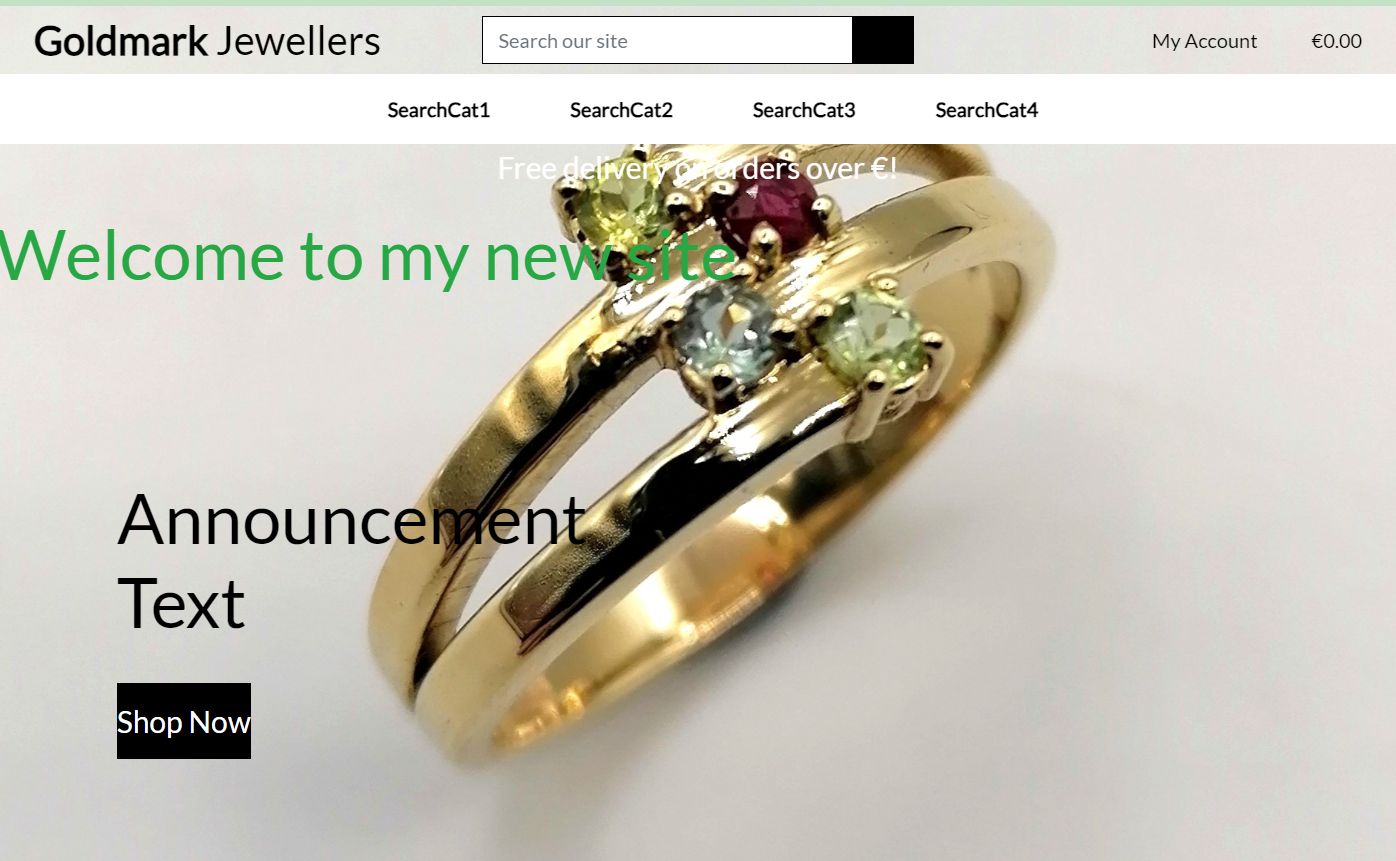 Goldmark Jewellers
Search our site
My Account
€0.00
SearchCat1
SearchCat2
SearchCat3
SearchCat4
Free delivery on orders over €!
Welcome to my new site
Announcement
Text
Shop Now